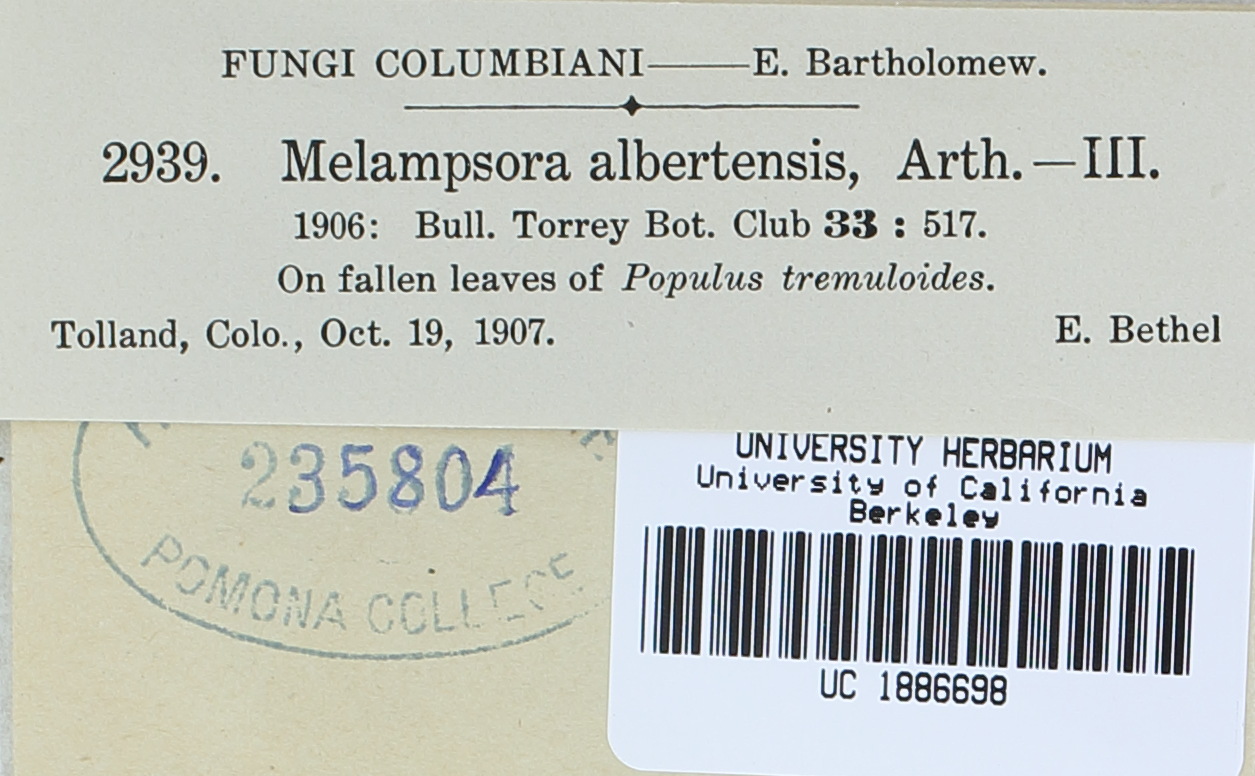 FUNGI COLUMBIANI——E. Bartholomew.
2939. Melampsora albertensis, Arth.—III.
1906: Bull. Torrey Bot. Club 33 : 517.
On fallen leaves of Populus tremuloides.
Tolland, Colo., Oct. 19, 1907. E. Bethel
235804
POMONA COLLEGE
UNIVERSITY HERBARIUM
University of California
Berkeley
UC 1886698